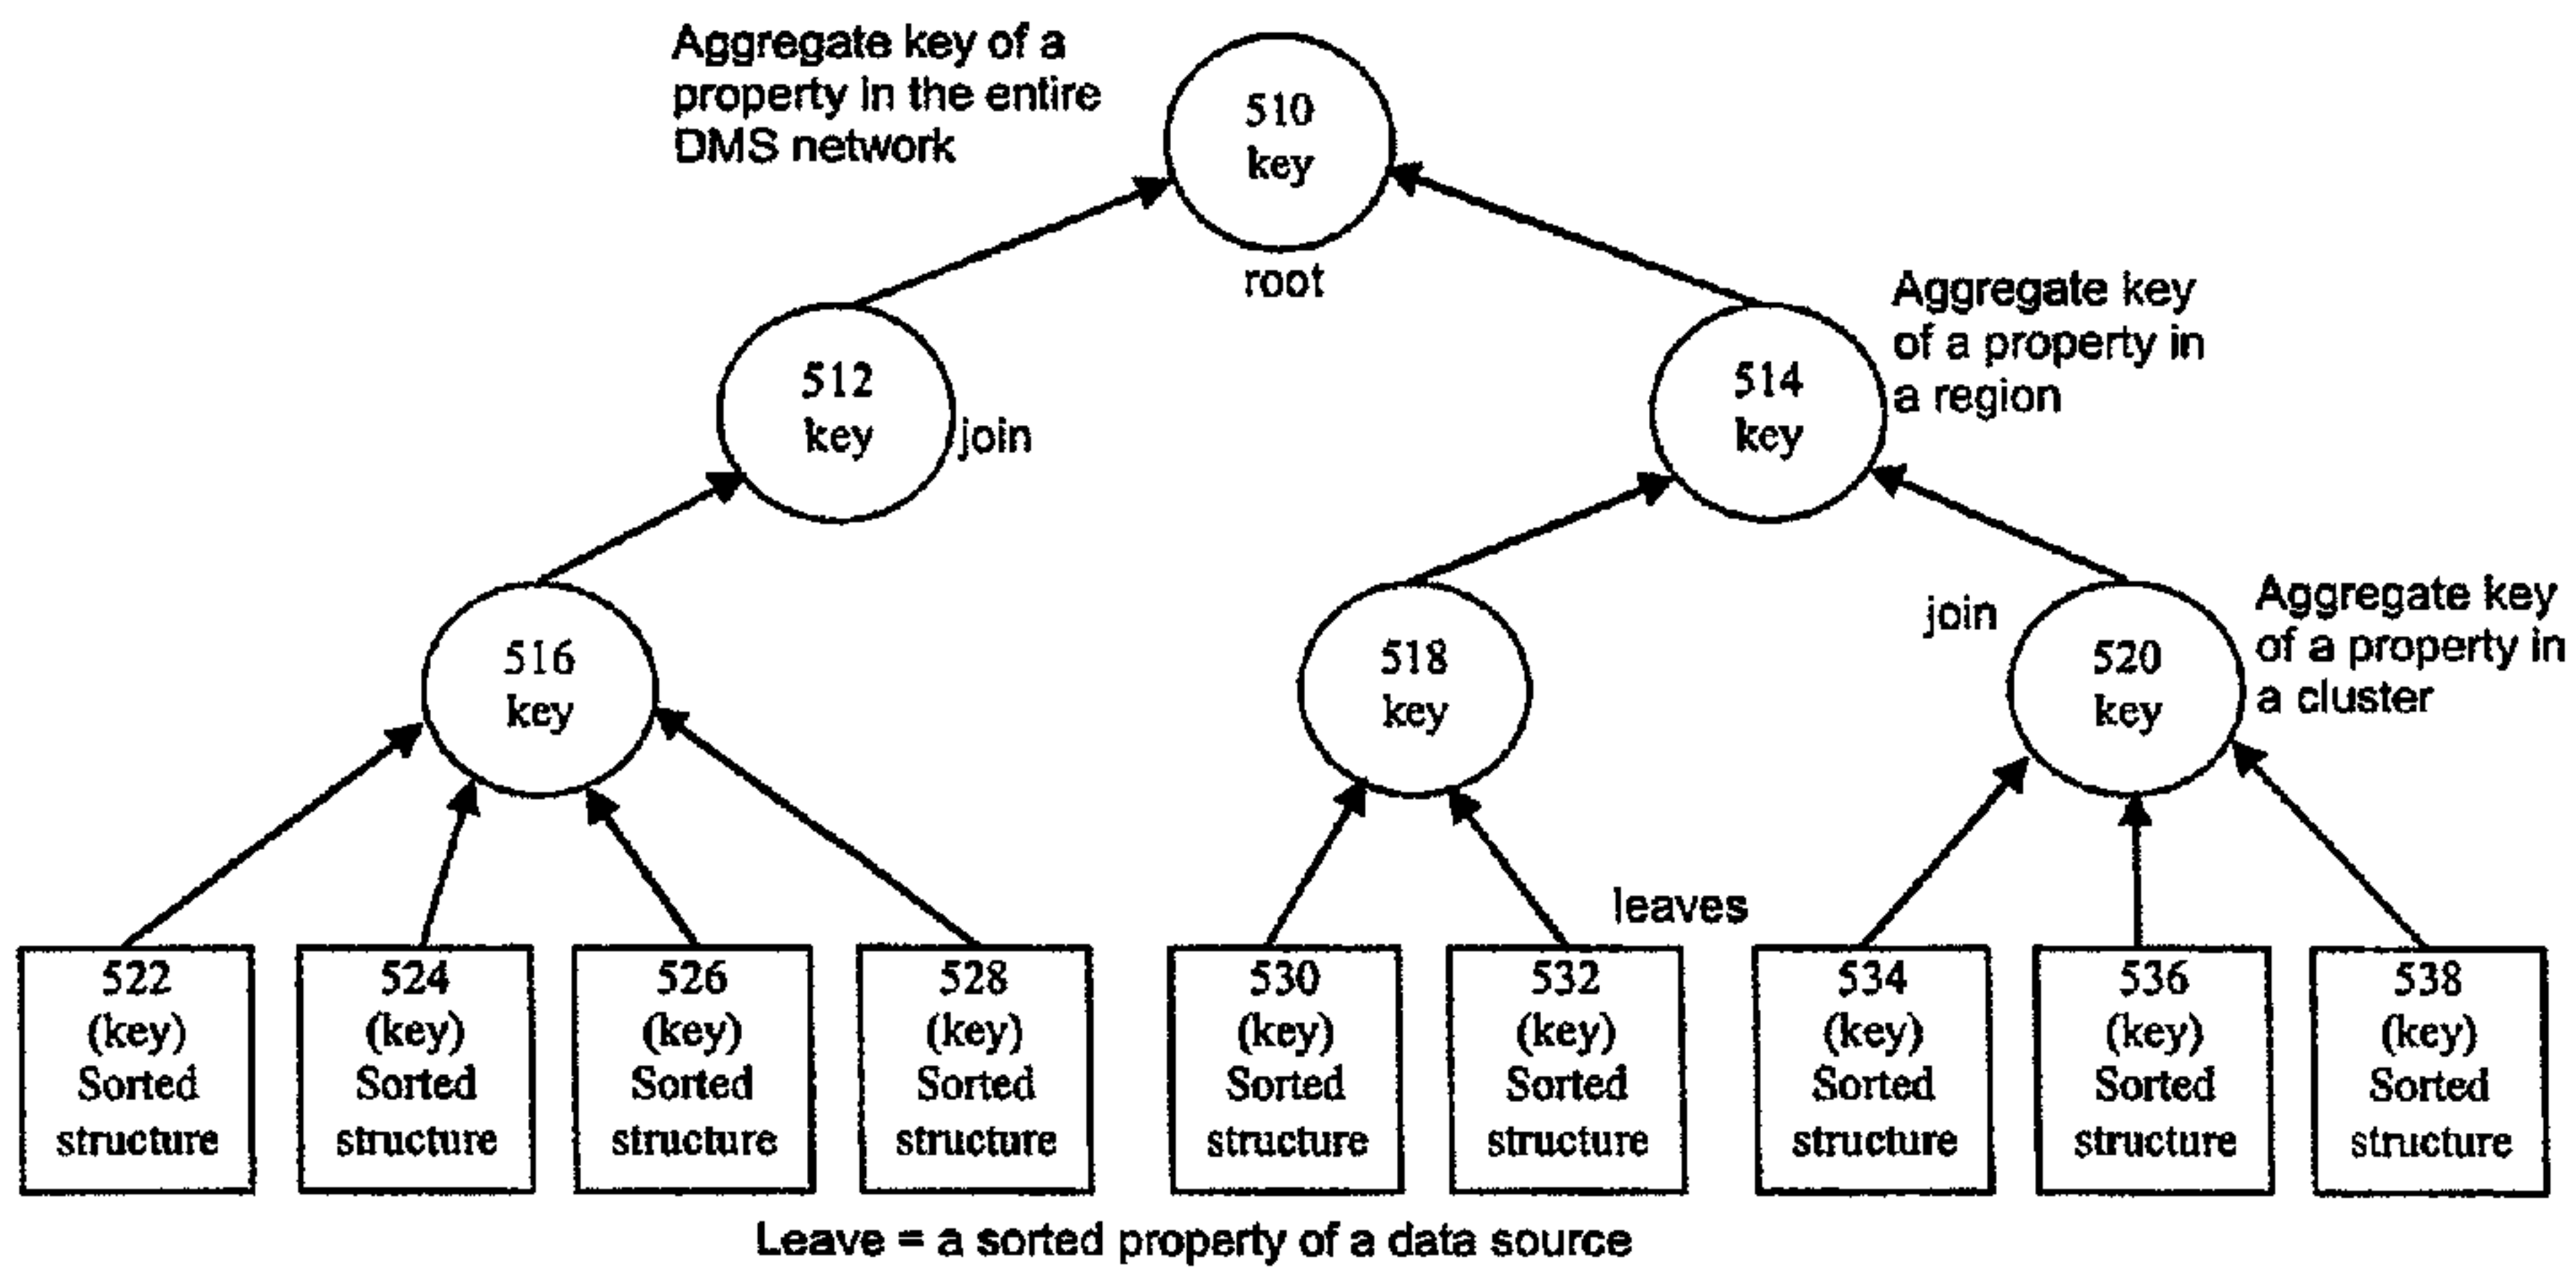 Aggregate key of a
property in the entire
DMS network
510
key
root
512
key
join
514
key
Aggregate key
of a property in
a region
516
key
518
key
join
520
key
Aggregate key
of a property in
a cluster
leaves
522
(key)
Sorted
structure
524
(key)
Sorted
structure
526
(key)
Sorted
structure
528
(key)
Sorted
structure
530
(key)
Sorted
structure
532
(key)
Sorted
structure
534
(key)
Sorted
structure
536
(key)
Sorted
structure
538
(key)
Sorted
structure
Leave = a sorted property of a data source